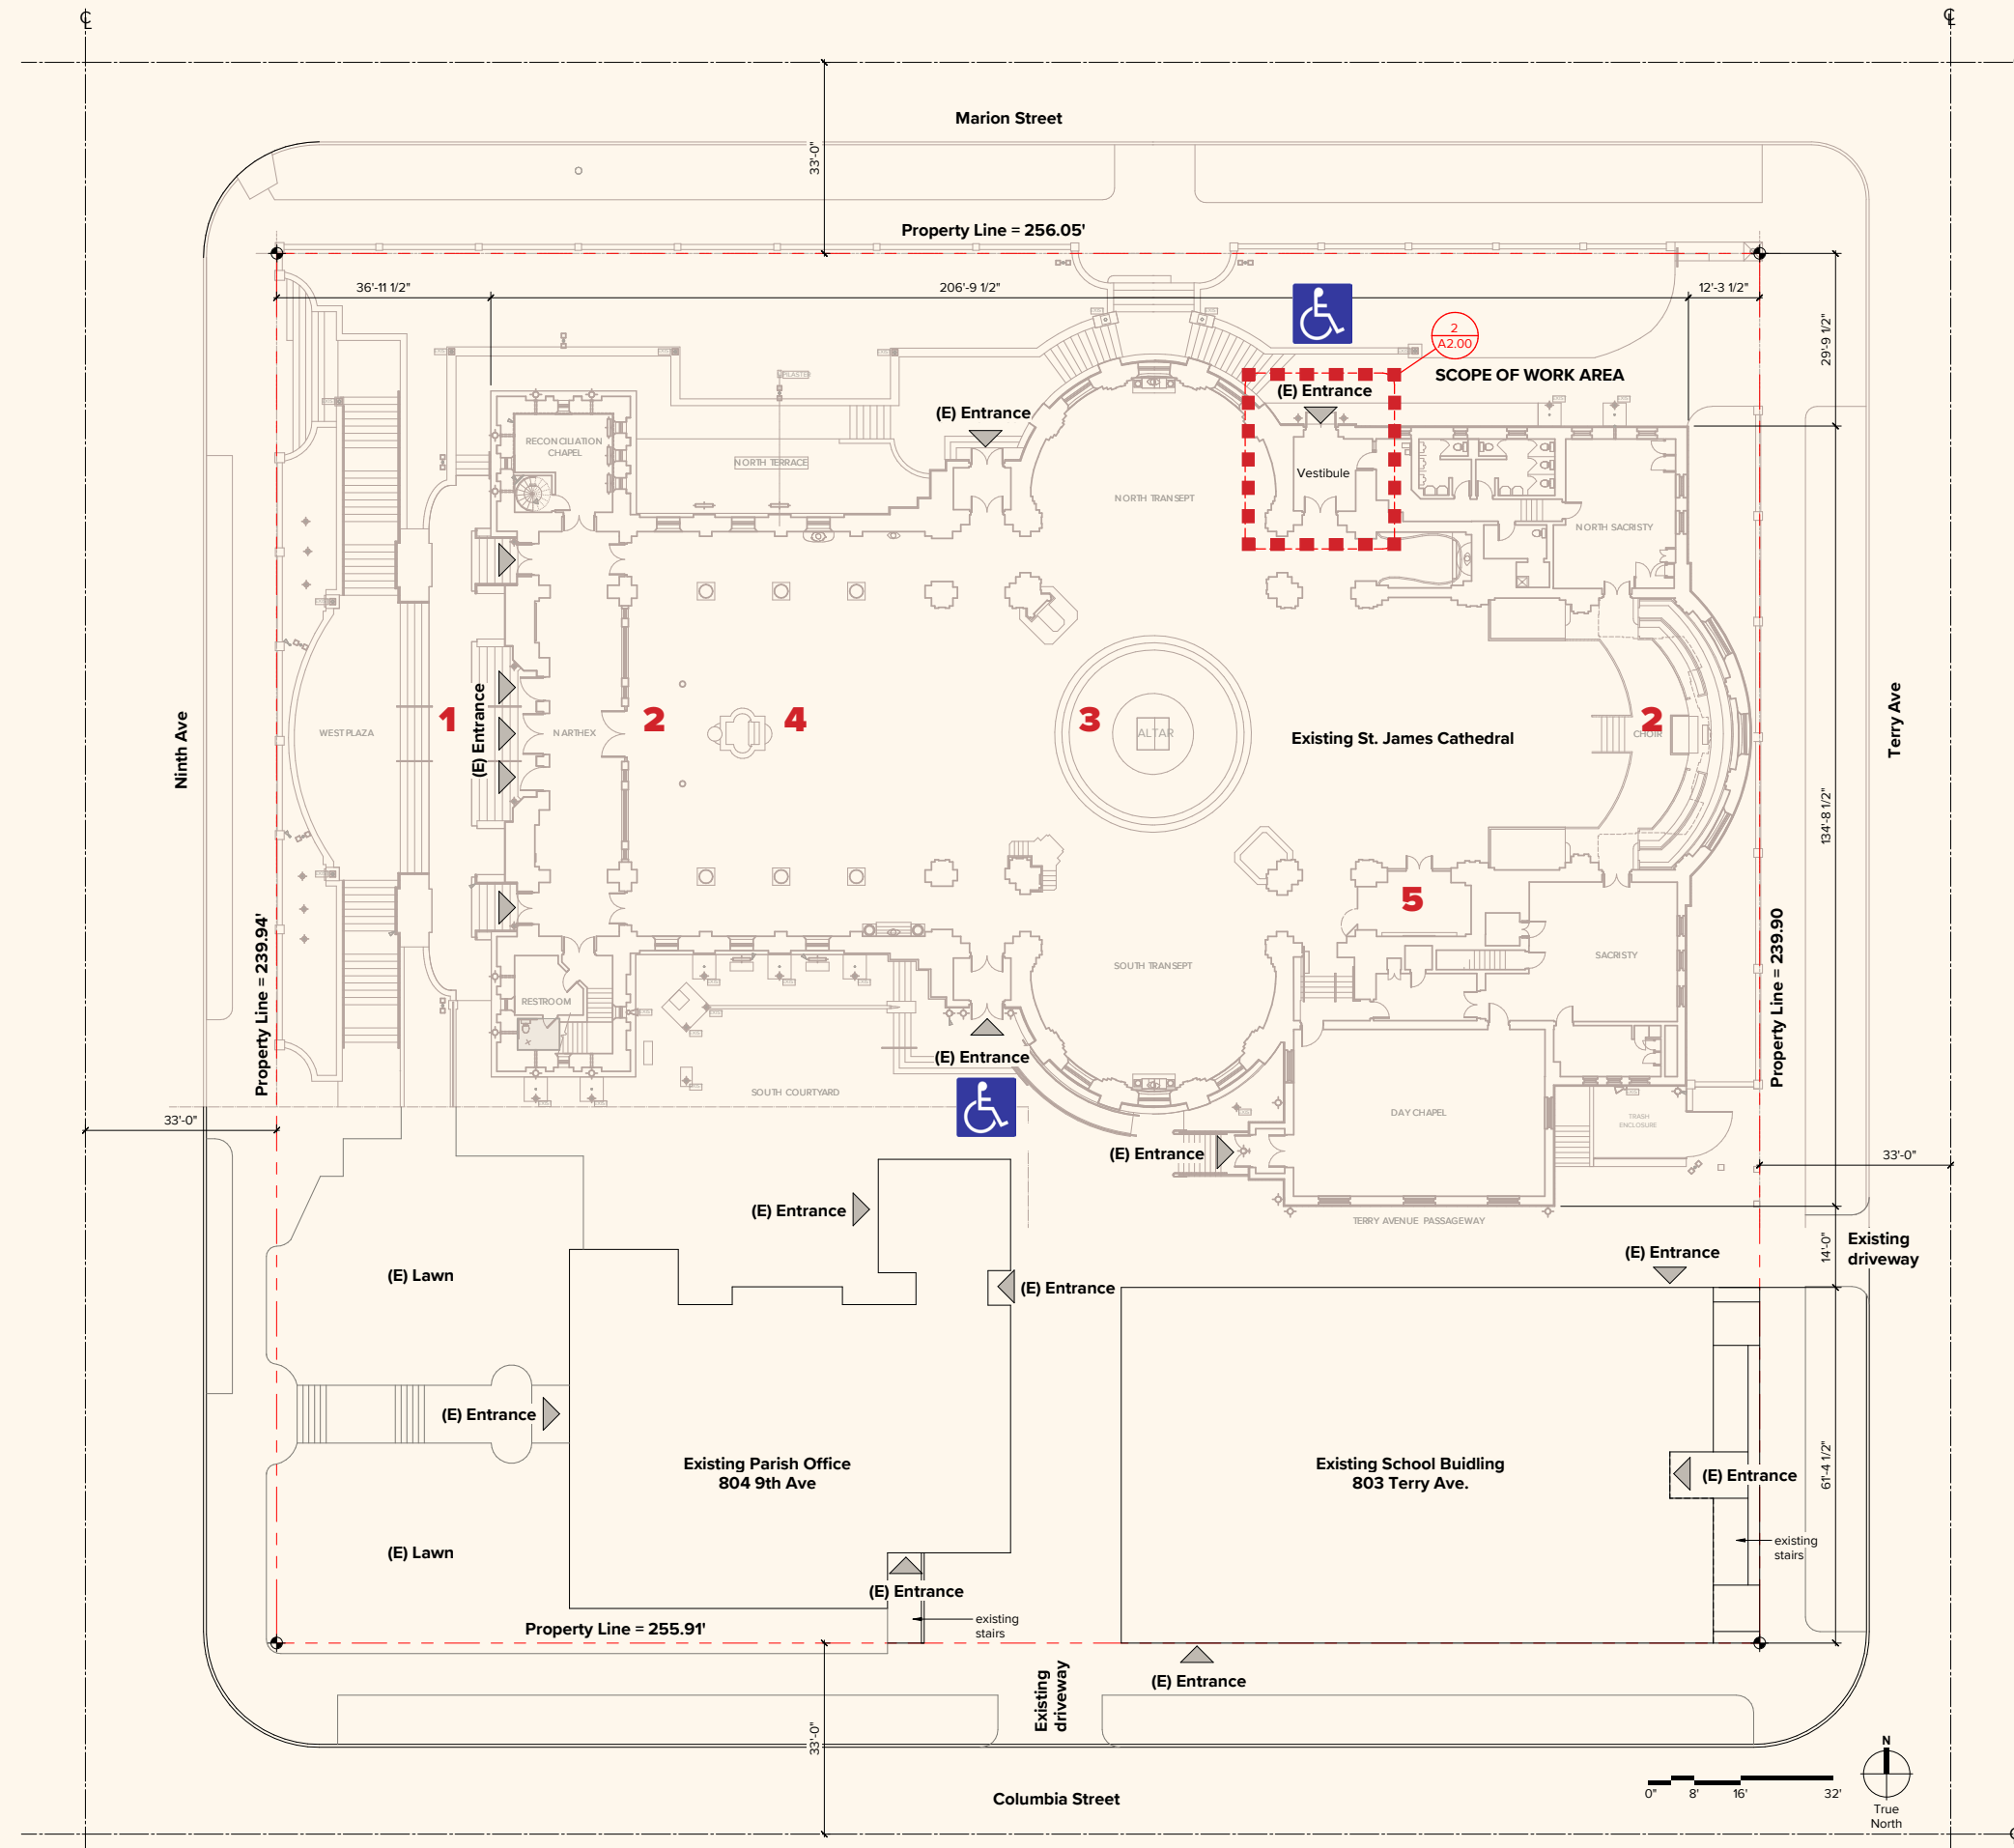 Marion Street
33'-0"
Property Line = 256.05'
36'-11 1/2"
206'-9 1/2"
12'-3 1/2"
2
A2.00
SCOPE OF WORK AREA
29'-9 1/2"
(E) Entrance
(E) Entrance
PILASTER
RECONCILIATION
CHAPEL
NORTH TERRACE
Vestibule
NORTH TRANSEPT
NORTH SACRISTY
Ninth Ave
WEST PLAZA
1
(E) Entrance
NARTHEX
2
4
3
ALTAR
Existing St. James Cathedral
2
CHOIR
Terry Ave
134'-8 1/2"
5
Property Line = 239.94'
Property Line = 239.90
SACRISTY
SOUTH TRANSEPT
RESTROOM
(E) Entrance
SOUTH COURTYARD
DAY CHAPEL
TRASH
ENCLOSURE
33'-0"
(E) Entrance
33'-0"
(E) Entrance
TERRY AVENUE PASSAGEWAY
14'-0"
Existing
driveway
(E) Entrance
(E) Lawn
(E) Entrance
(E) Entrance
Existing Parish Office
804 9th Ave
Existing School Buidling
803 Terry Ave.
61'-4 1/2"
(E) Entrance
existing
stairs
(E) Lawn
(E) Entrance
existing
stairs
Property Line = 255.91'
(E) Entrance
Existing
driveway
33'-0"
Columbia Street
0"
8'
16'
32'
N
True
North